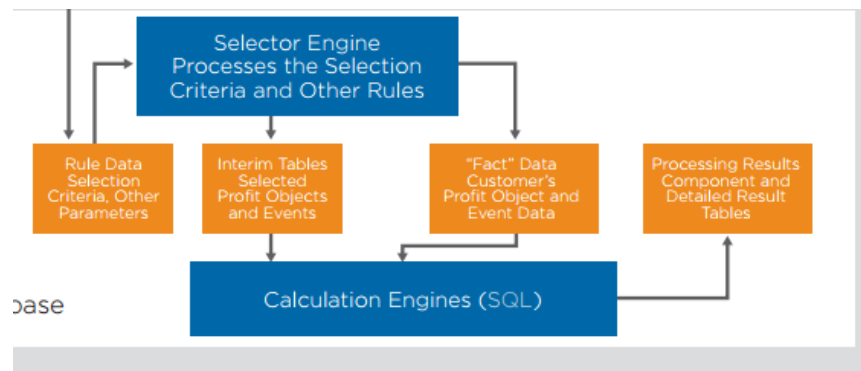 Selector Engine
Processes the Selection
Criteria and Other Rules
Rule Data
Selection
Criteria, Other
Parameters
Interim Tables
Selected
Profit Objects
and Events
“Fact” Data
Customer’s
Profit Object and
Event Data
Processing Results
Component and
Detailed Result
Tables
Calculation Engines (SQL)
base